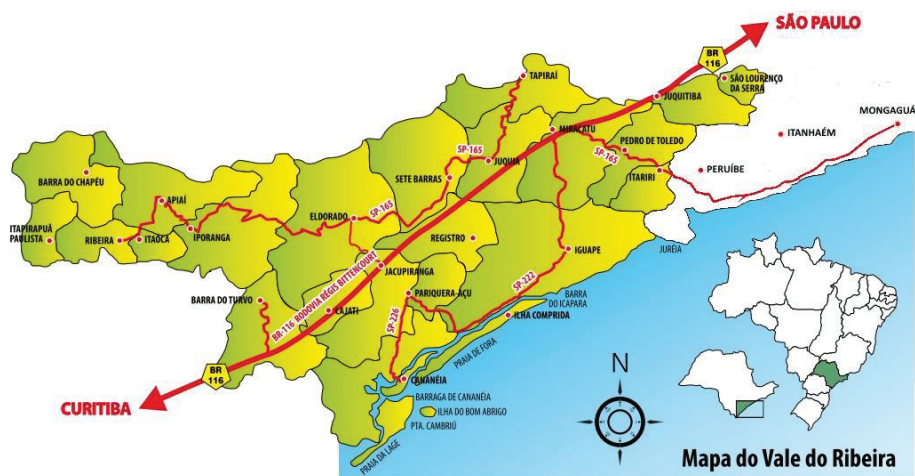 SÃO PAULO
BR
116
TAPIRAÍ
SÃO LOURENÇO
DA SERRA
JUQUITIBA
MONGAGUÁ
MIRACATU
ITANHAÉM
PEDRO DE TOLEDO
SP-165
SP-165
JUQUIÁ
PERUÍBE
BARRA DO CHAPÉU
SETE BARRAS
ITARIRI
APIAÍ
ELDORADO
SP-165
ITAPIRAPUÃ
PAULISTA
RIBEIRA
ITAOCA
IPORANGA
REGISTRO
JURÉIA
IGUAPE
JACUPIRANGA
BR-116 RODOVIA RÉGIS BITTENCOURT
PARIQUERA-AÇU
SP-222
BARRA DO TURVO
BARRA
DO ICAPARA
CAJATI
ILHA COMPRIDA
SP-226
PRAIA DE FORA
N
BR
116
CANANÉIA
CURITIBA
BARRAGA DE CANANÉIA
ILHA DO BOM ABRIGO
PTA. CAMBRIÚ
PRAIA DA LAGE
Mapa do Vale do Ribeira